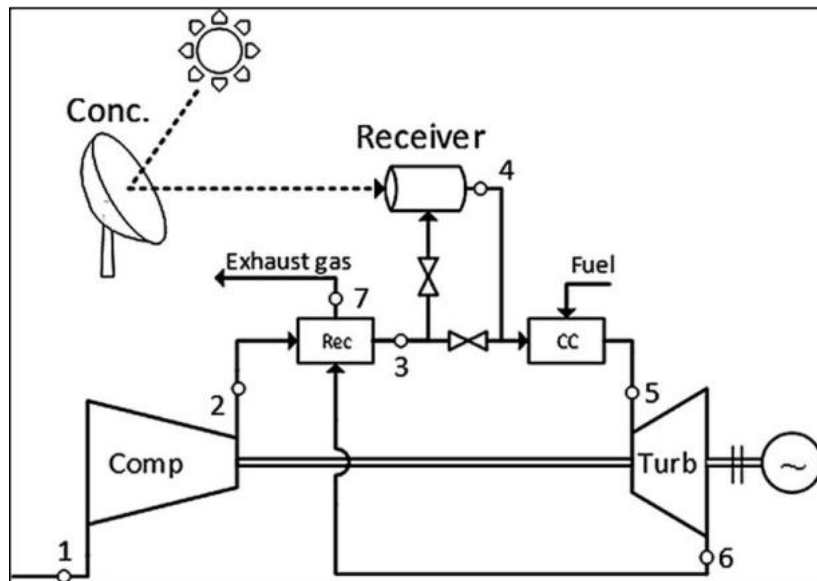 Conc.
Receiver
4
Exhaust gas
Fuel
7
Rec
3
CC
2
5
Comp
Turb
~
1
6